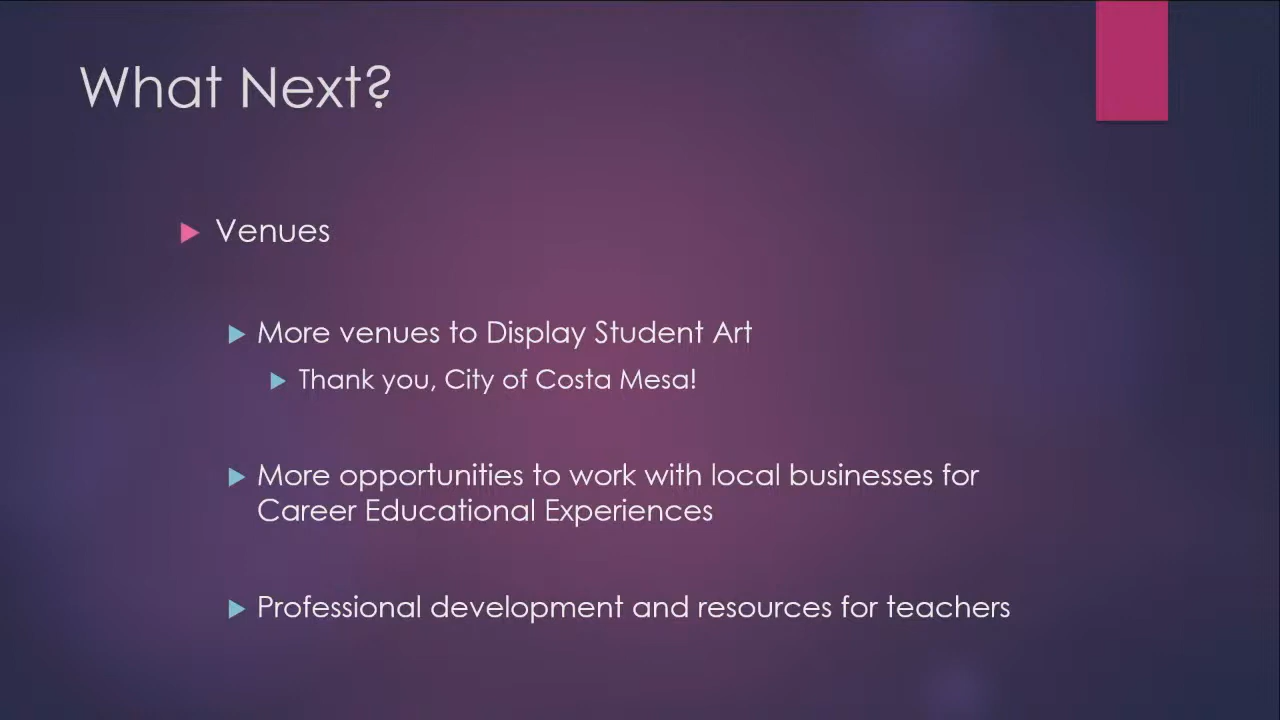 What Next?
Venues
More venues to Display Student Art
Thank you, City of Costa Mesa!
More opportunities to work with local businesses for
Career Educational Experiences
Professional development and resources for teachers